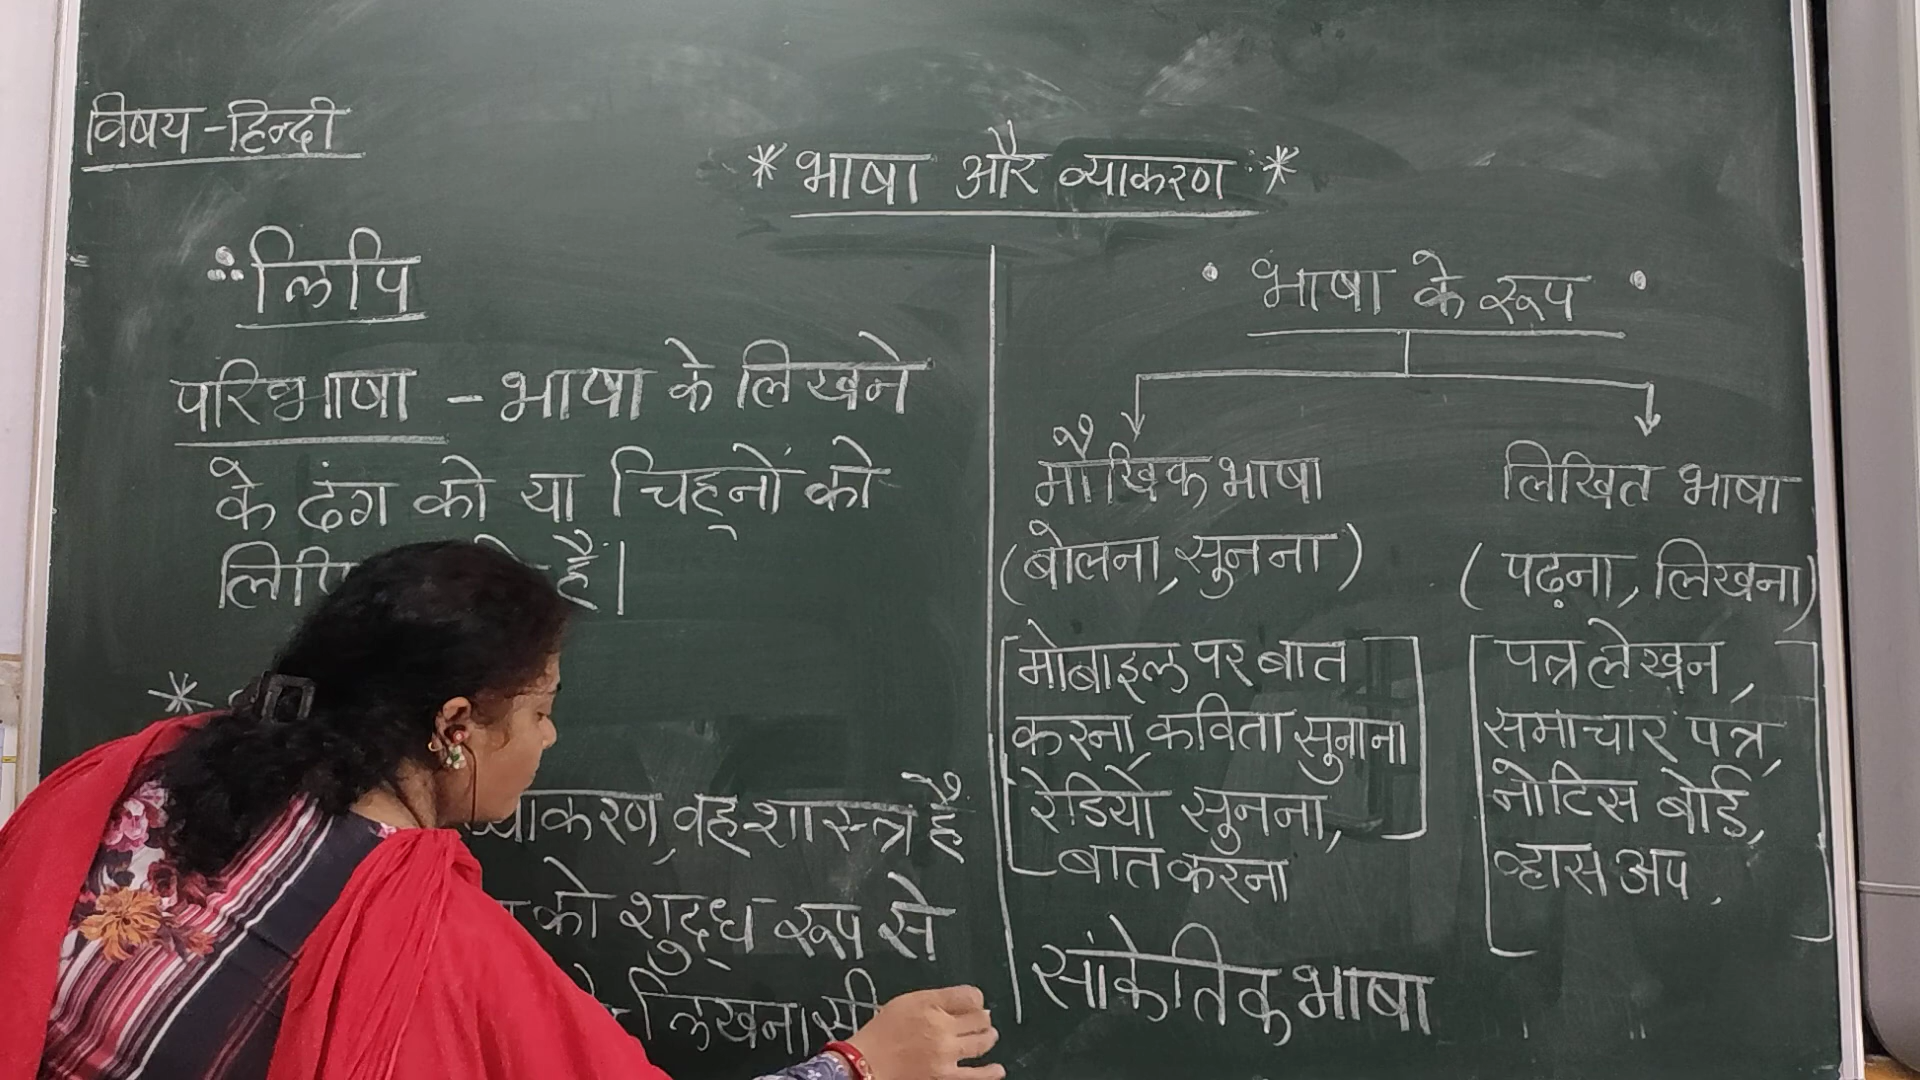 विषय - हिन्दी
* भाषा और व्याकरण *
लिपि
परिभाषा - भाषा के लिखने
के ढंग को या चिह्नों को
लिपि है।
व्याकरण, वह शास्त्र है
को शुद्ध रूप से
लिखना
• भाषा के रूप •
मौखिक भाषा
(बोलना, सुनना)
मोबाइल पर बात
करना, कविता सुनाना
रेडियो सुनना,
बात करना
सांकेतिक भाषा
लिखित भाषा
(पढ़ना, लिखना)
पत्र लेखन,
समाचार पत्र,
नोटिस बोर्ड,
व्हास अप